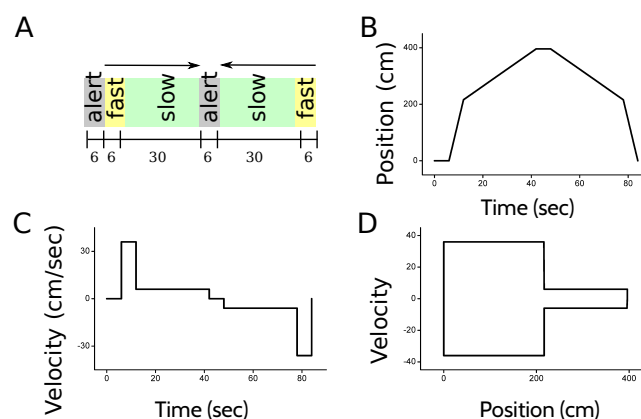 A
alert
fast
slow
alert
slow
fast
6 6 30 6 30 6
B
Position (cm)
400
200
0
0 20 40 60 80
Time (sec)
C
Velocity (cm/sec)
30
0
-30
0 20 40 60 80
Time (sec)
D
Velocity
40
20
0
-20
-40
0 200 400
Position (cm)